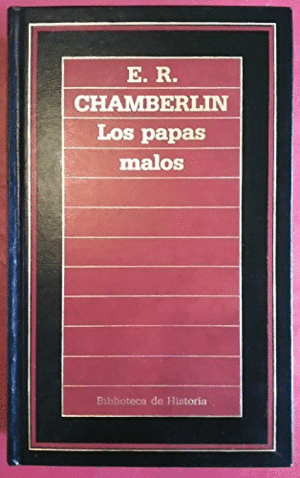 E. R.
CHAMBERLIN
Los papas
malos
Biblioteca de Historia